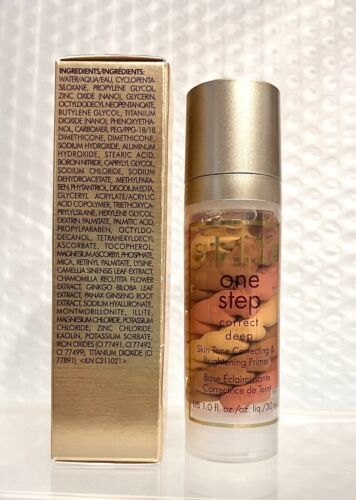 INGREDIENTS/INGRÉDIENTS:
WATER/AQUA/EAU, CYCLOPENTA-
SILOXANE, PROPYLENE GLYCOL,
ZINC OXIDE (NANO), GLYCERIN,
OCTYLDODECYL NEOPENTANOATE,
BUTYLENE GLYCOL, TITANIUM
DIOXIDE (NANO), PHENOXYETHA-
NOL, CARBOMER, PEG/PPG-18/18
DIMETHICONE, DIMETHICONE,
SODIUM HYDROXIDE, ALUMINUM
HYDROXIDE, STEARIC ACID,
BORON NITRIDE, CAPRYLYL GLYCOL,
SODIUM CHLORIDE, SODIUM
DEHYDROACETATE, METHYLPARA-
BEN, PHYTANTRIOL, DISODIUM EDTA,
GLYCERYL ACRYLATE/ACRYLIC
ACID COPOLYMER, TRIETHOXYCA-
PRYLYLSILANE, HEXYLENE GLYCOL,
DEXTRIN PALMITATE, PALMITIC ACID,
PROPYLPARABEN, OCTYLDO-
DECANOL, TETRAHEXYLDECYL
ASCORBATE, TOCOPHEROL,
MAGNESIUM ASCORBYL PHOSPHATE,
MICA, RETINYL PALMITATE, LYSINE,
CAMELLIA SINENSIS LEAF EXTRACT,
CHAMOMILLA RECUTITA FLOWER
EXTRACT, GINKGO BILOBA LEAF
EXTRACT, PANAX GINSENG ROOT
EXTRACT, SODIUM HYALURONATE,
MONTMORILLONITE, ILLITE,
MAGNESIUM CHLORIDE, POTASSIUM
CHLORIDE, ZINC CHLORIDE,
KAOLIN, POTASSIUM SORBATE,
IRON OXIDES (CI 77491, CI 77492,
CI 77499), TITANIUM DIOXIDE (CI
77891) <ILN C211021>
stila
one
step
correct
deep
Skin Tone Correcting &
Brightening Primer
Base Éclaircissante
Correctrice de Teint
US 1.0 fl. oz./oz. liq./30